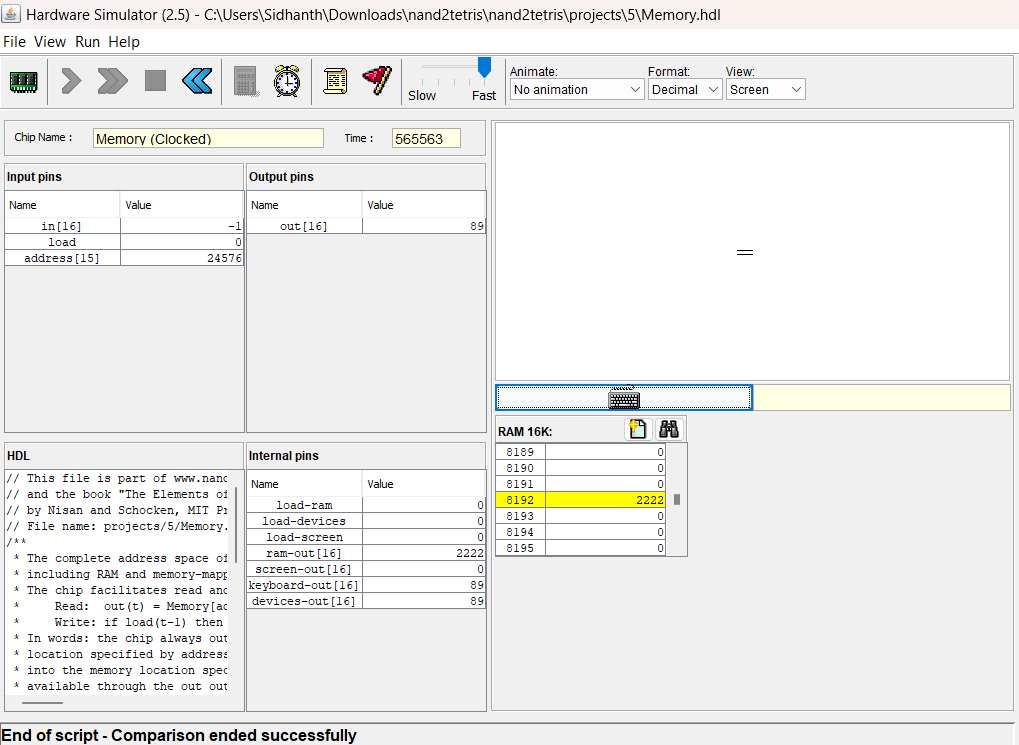 Hardware Simulator (2.5) - C:\Users\Sidhanth\Downloads\nand2tetris\nand2tetris\projects\5\Memory.hdl
File View Run Help
Slow Fast
Animate: Format: View:
No animation Decimal Screen
Chip Name : Memory (Clocked) Time : 565563
Input pins
Name Value
in[16] -1
load 0
address[15] 24576
Output pins
Name Value
out[16] 89
HDL
// This file is part of www.nand
// and the book "The Elements of
// by Nisan and Schocken, MIT Pr
// File name: projects/5/Memory.
/**
* The complete address space of
* including RAM and memory-mapp
* The chip facilitates read and
* Read: out(t) = Memory[ad
* Write: if load(t-1) then
* In words: the chip always out
* location specified by address
* into the memory location spec
* available through the out out
Internal pins
Name Value
load-ram 0
load-devices 0
load-screen 0
ram-out[16] 2222
screen-out[16] 0
keyboard-out[16] 89
devices-out[16] 89
RAM 16K:
8189 0
8190 0
8191 0
8192 2222
8193 0
8194 0
8195 0
End of script - Comparison ended successfully